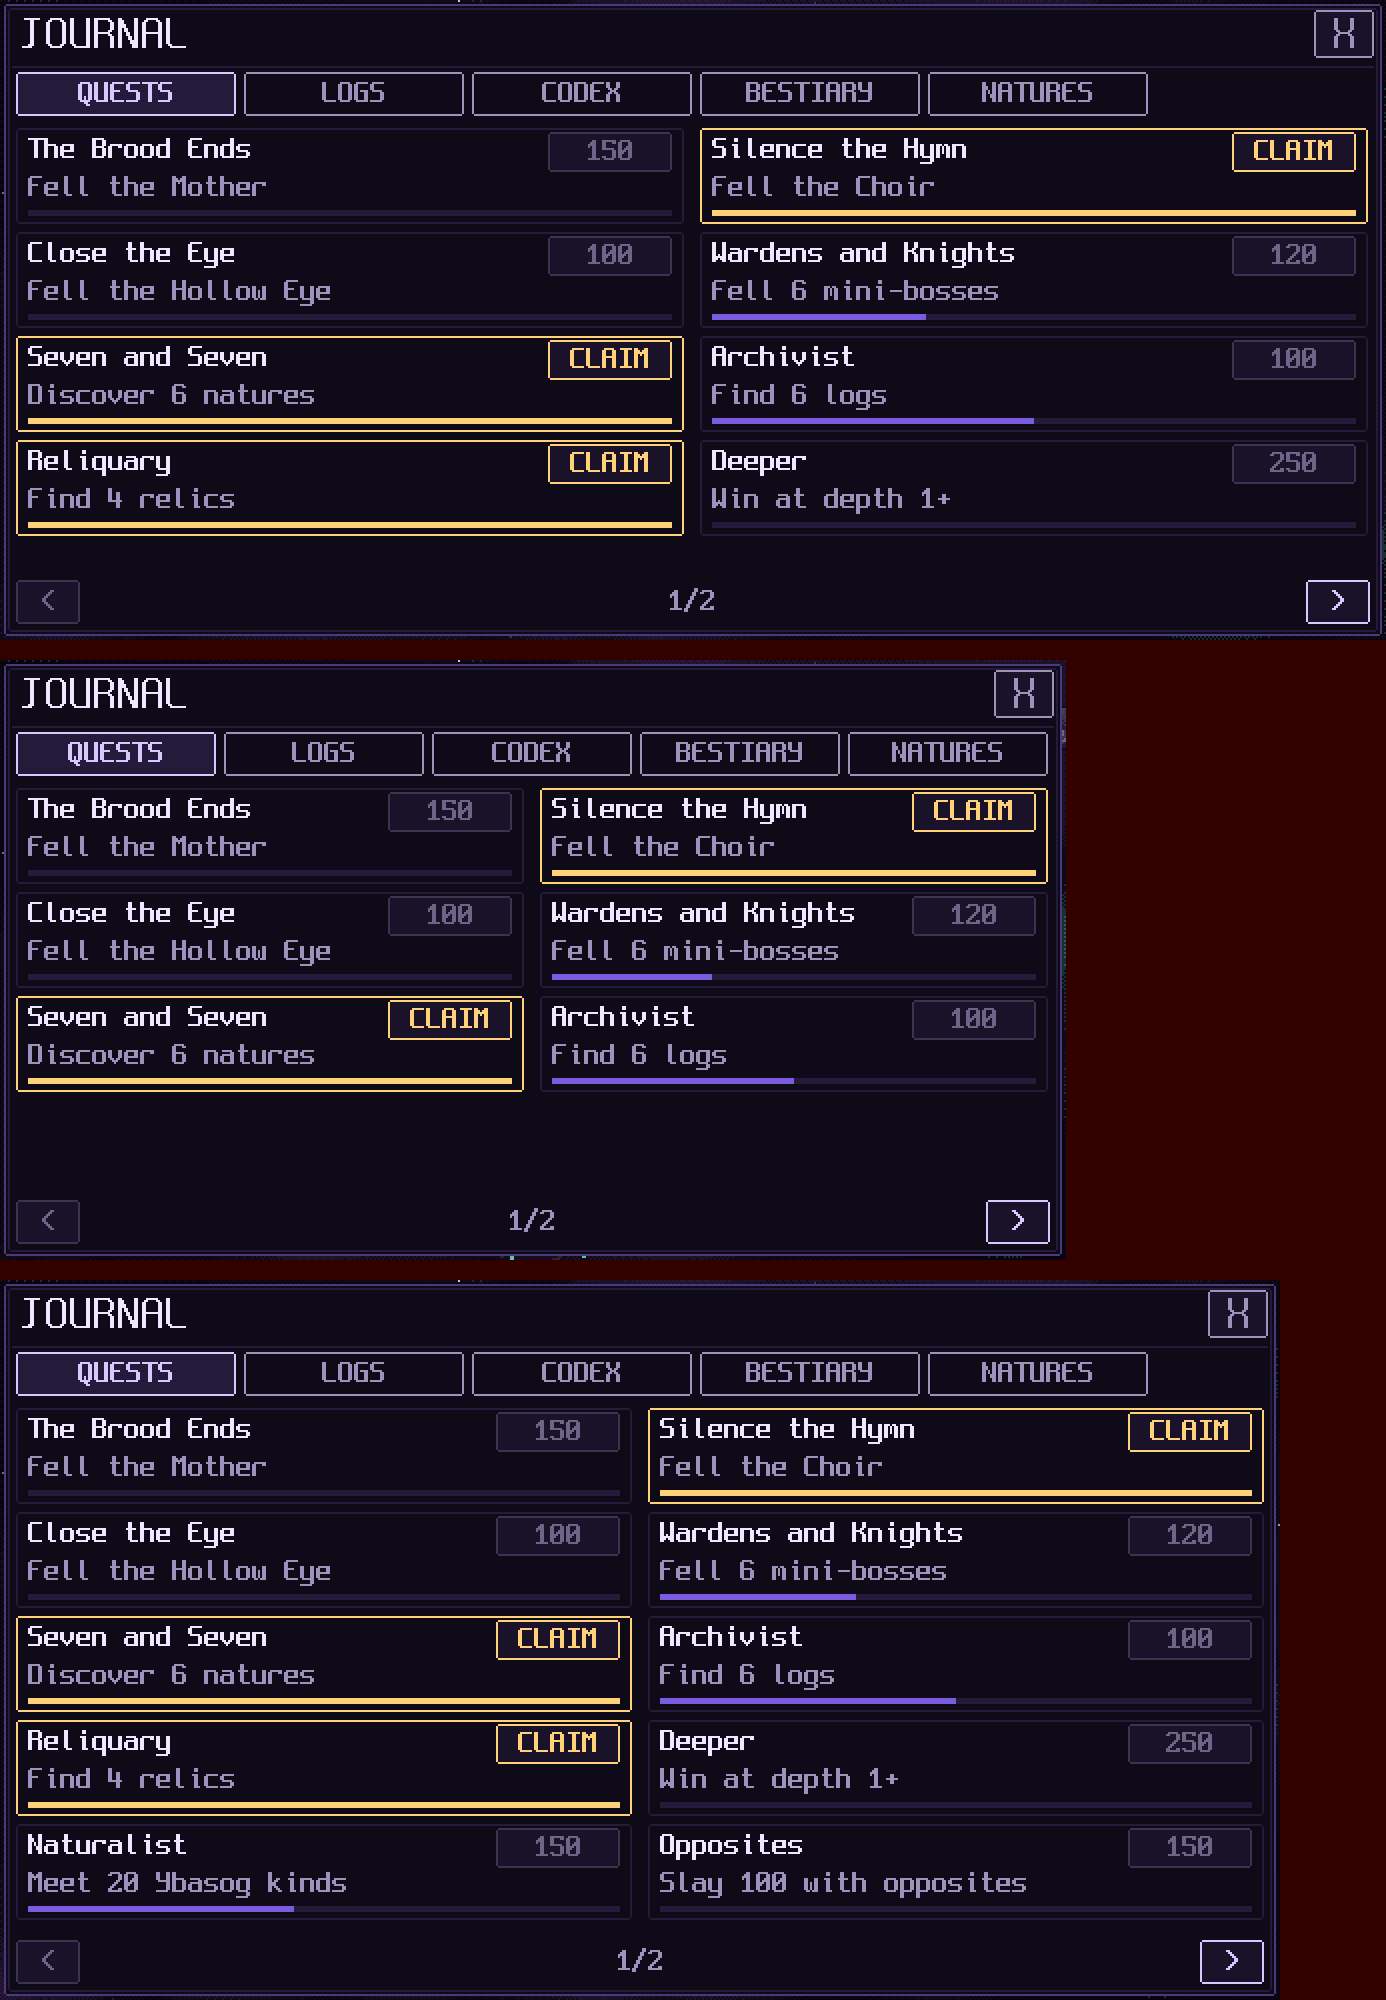 JOURNAL X
QUESTS LOGS CODEX BESTIARY NATURES
The Brood Ends 150 Silence the Hymn CLAIM
Fell the Mother Fell the Choir
Close the Eye 100 Wardens and Knights 120
Fell the Hollow Eye Fell 6 mini-bosses
Seven and Seven CLAIM Archivist 100
Discover 6 natures Find 6 logs
Reliquary CLAIM Deeper 250
Find 4 relics Win at depth 1+
< 1/2 >
JOURNAL X
QUESTS LOGS CODEX BESTIARY NATURES
The Brood Ends 150 Silence the Hymn CLAIM
Fell the Mother Fell the Choir
Close the Eye 100 Wardens and Knights 120
Fell the Hollow Eye Fell 6 mini-bosses
Seven and Seven CLAIM Archivist 100
Discover 6 natures Find 6 logs
< 1/2 >
JOURNAL X
QUESTS LOGS CODEX BESTIARY NATURES
The Brood Ends 150 Silence the Hymn CLAIM
Fell the Mother Fell the Choir
Close the Eye 100 Wardens and Knights 120
Fell the Hollow Eye Fell 6 mini-bosses
Seven and Seven CLAIM Archivist 100
Discover 6 natures Find 6 logs
Reliquary CLAIM Deeper 250
Find 4 relics Win at depth 1+
Naturalist 150 Opposites 150
Meet 20 Ybasog kinds Slay 100 with opposites
< 1/2 >